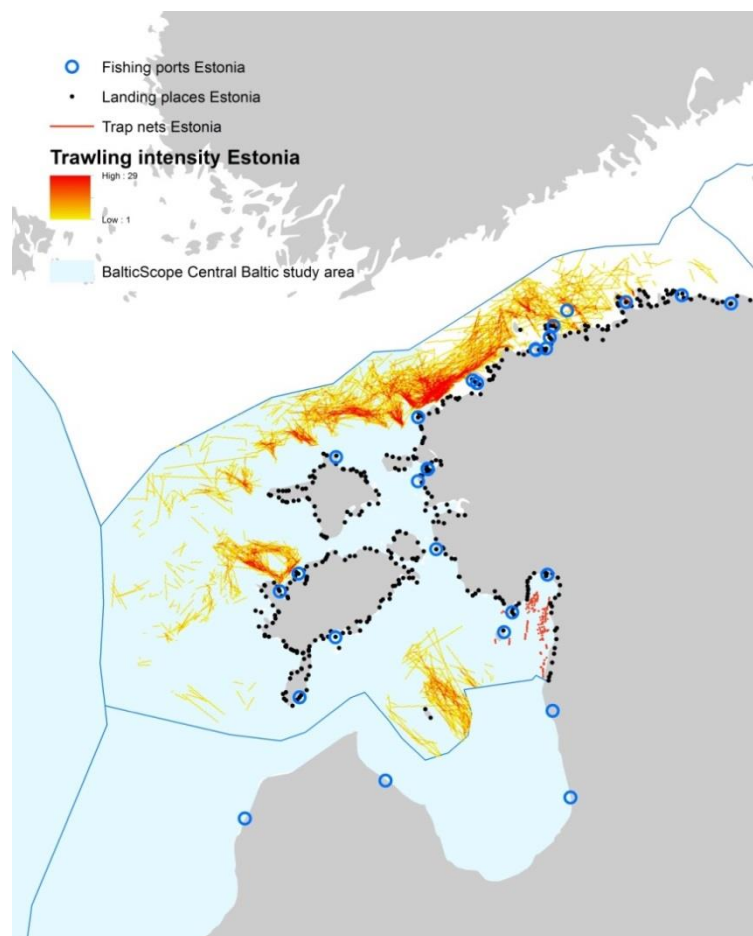 Fishing ports Estonia
Landing places Estonia
Trap nets Estonia
Trawling intensity Estonia
High : 29
Low : 1
BalticScope Central Baltic study area